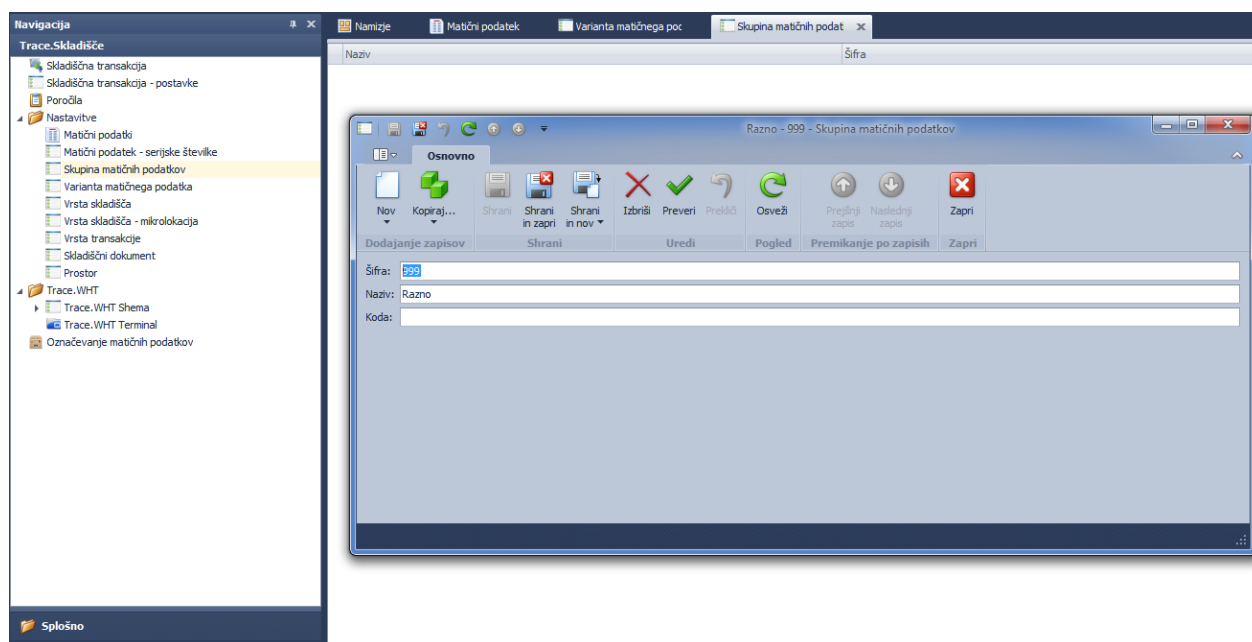 Navigacija
Trace.Skladišče
Skladiščna transakcija
Skladiščna transakcija - postavke
Poročila
Nastavitve
Matični podatki
Matični podatek - serijske številke
Skupina matičnih podatkov
Varianta matičnega podatka
Vrsta skladišča
Vrsta skladišča - mikrolokacija
Vrsta transakcije
Skladiščni dokument
Prostor
Trace.WHT
Trace.WHT Shema
Trace.WHT Terminal
Označevanje matičnih podatkov
Splošno
Namizje Matični podatek Varianta matičnega poc Skupina matičnih podat
Naziv Šifra
Razno - 999 - Skupina matičnih podatkov
Osnovno
Nov Kopiraj... Shrani Shrani in zapri Shrani in nov Izbriši Preveri Prekliči Osveži Prejšnji zapis Naslednji zapis Zapri
Dodajanje zapisov Shrani Uredi Pogled Premikanje po zapisih Zapri
Šifra: 999
Naziv: Razno
Koda: